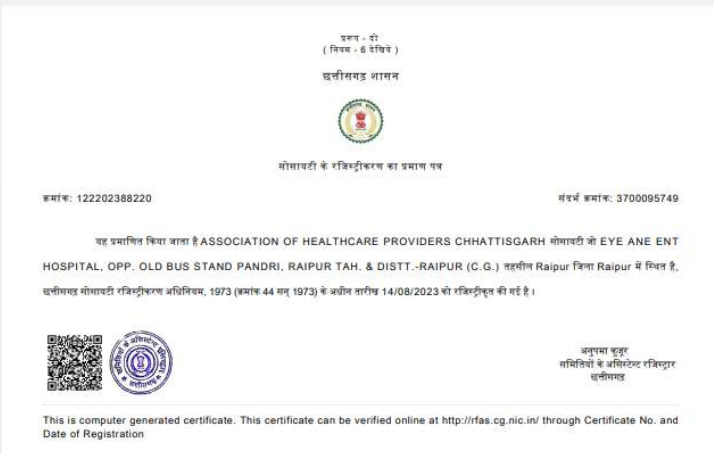 प्ररूप - दो
( नियम - 6 देखिये )
छत्तीसगढ़ शासन
सोसायटी के रजिस्ट्रीकरण का प्रमाण पत्र
क्रमांक: 122202388220
संदर्भ क्रमांक: 3700095749
यह प्रमाणित किया जाता है ASSOCIATION OF HEALTHCARE PROVIDERS CHHATTISGARH सोसायटी जो EYE ANE ENT
HOSPITAL, OPP. OLD BUS STAND PANDRI, RAIPUR TAH. & DISTT.-RAIPUR (C.G.) तहसील Raipur जिला Raipur में स्थित है,
छत्तीसगढ़ सोसायटी रजिस्ट्रीकरण अधिनियम, 1973 (क्रमांक 44 सन् 1973) के अधीन तारीख 14/08/2023 को रजिस्ट्रीकृत की गई है ।
अनुपमा कुजूर
समितियों के असिस्टेन्ट रजिस्ट्रार
छत्तीसगढ़
This is computer generated certificate. This certificate can be verified online at http://rfas.cg.nic.in/ through Certificate No. and
Date of Registration